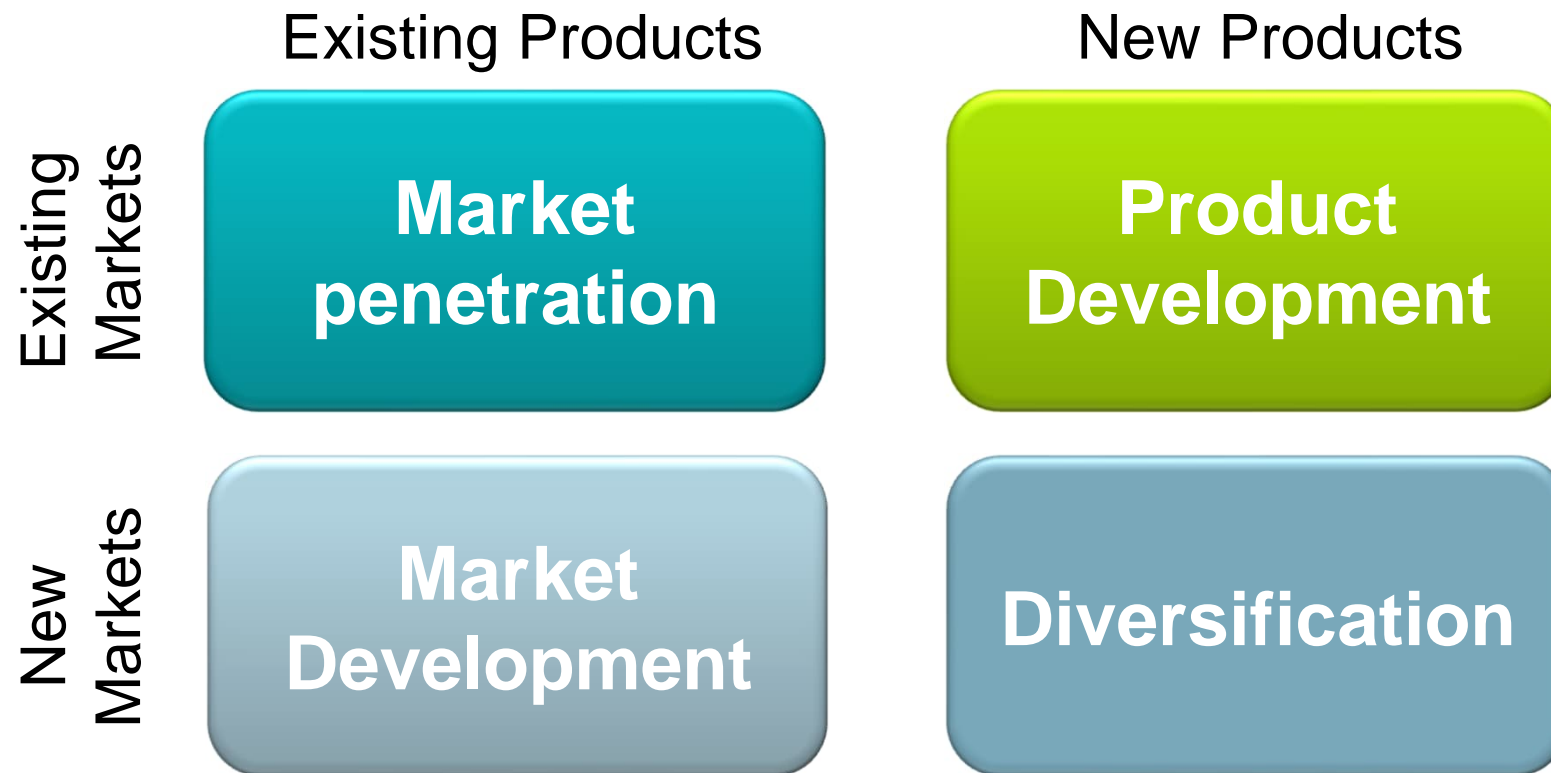 Existing Products
New Products
Existing
Markets
Market
penetration
Product
Development
New
Markets
Market
Development
Diversification